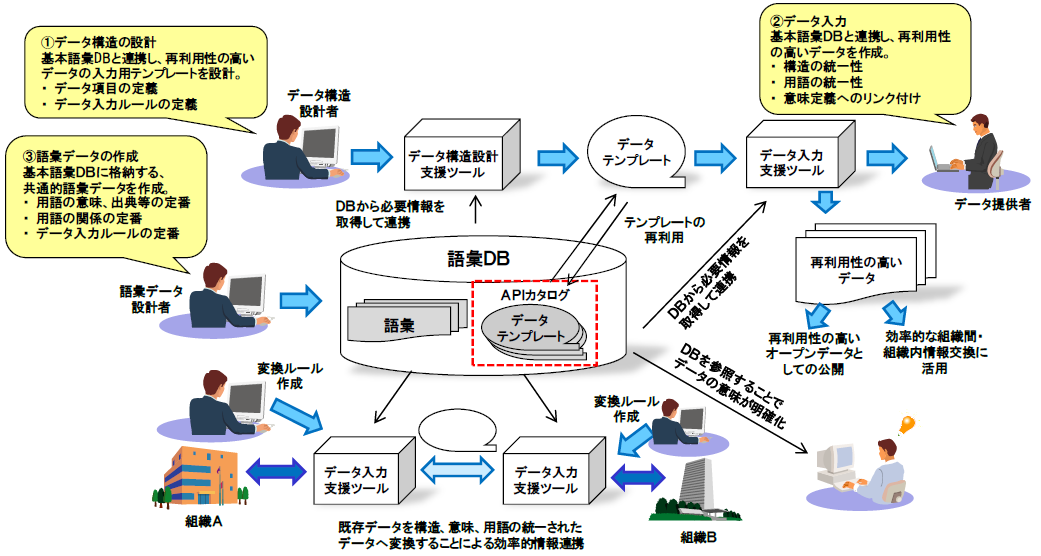 ①データ構造の設計
基本語彙DBと連携し、再利用性の高い
データの入力用テンプレートを設計。
・ データ項目の定義
・ データ入力ルールの定義
②データ入力
基本語彙DBと連携し、再利用性
の高いデータを作成。
・ 構造の統一性
・ 用語の統一性
・ 意味定義へのリンク付け
③語彙データの作成
基本語彙DBに格納する、
共通的語彙データを作成。
・ 用語の意味、出典等の定番
・ 用語の関係の定番
・ データ入力ルールの定番
データ構造
設計者
データ構造設計
支援ツール
データ
テンプレート
データ入力
支援ツール
データ提供者
DBから必要情報を
取得して連携
テンプレートの
再利用
DBから必要情報を
取得して連携
再利用性の高い
データ
語彙DB
APIカタログ
語彙
データ
テンプレート
語彙データ
設計者
再利用性の高い
オープンデータと
しての公開
効率的な組織間・
組織内情報交換に
活用
DBを参照することで
データの意味が明確化
変換ルール
作成
変換ルール
作成
データ入力
支援ツール
データ入力
支援ツール
組織A
組織B
既存データを構造、意味、用語の統一された
データへ変換することによる効率的情報連携